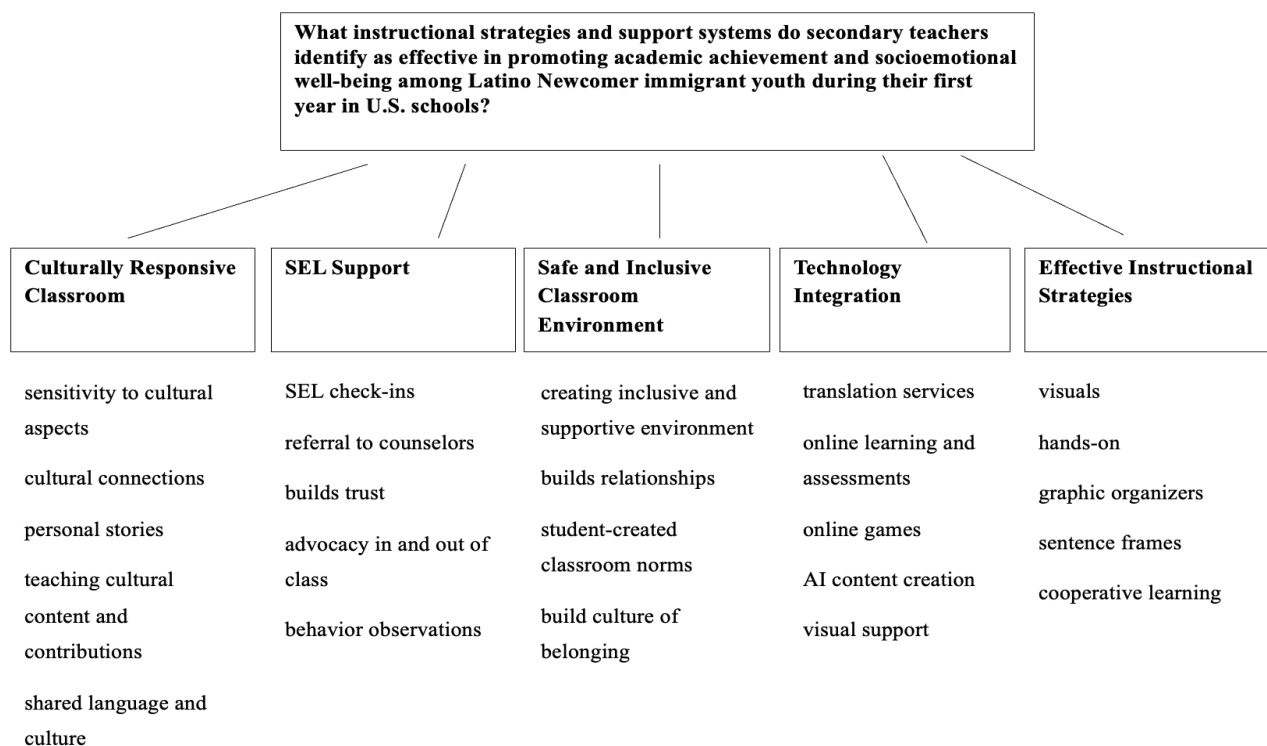 What instructional strategies and support systems do secondary teachers
identify as effective in promoting academic achievement and socioemotional
well-being among Latino Newcomer immigrant youth during their first
year in U.S. schools?
Culturally Responsive
Classroom
SEL Support
Safe and Inclusive
Classroom
Environment
Technology
Integration
Effective Instructional
Strategies
sensitivity to cultural
aspects
cultural connections
personal stories
teaching cultural
content and
contributions
shared language and
culture
SEL check-ins
referral to counselors
builds trust
advocacy in and out of
class
behavior observations
creating inclusive and
supportive environment
builds relationships
student-created
classroom norms
build culture of
belonging
translation services
online learning and
assessments
online games
AI content creation
visual support
visuals
hands-on
graphic organizers
sentence frames
cooperative learning